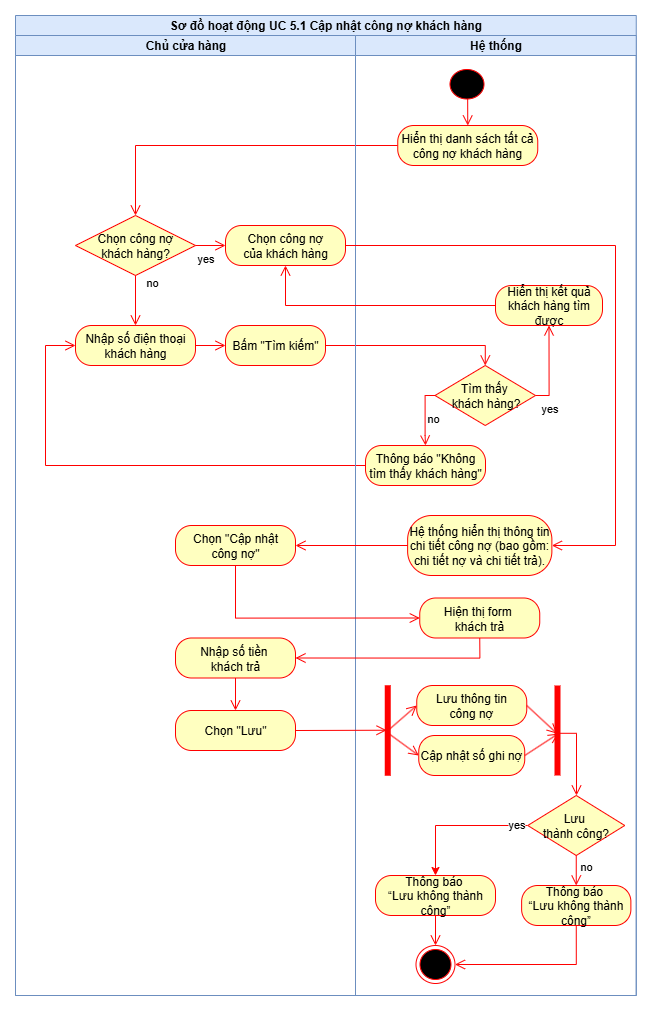 Sơ đồ hoạt động UC 5.1 Cập nhật công nợ khách hàng
Chủ cửa hàng
Hệ thống
Hiển thị danh sách tất cả
công nợ khách hàng
Chọn công nợ
khách hàng?
yes
no
Chọn công nợ
của khách hàng
Hiển thị kết quả
khách hàng tìm
được
Nhập số điện thoại
khách hàng
Bấm "Tìm kiếm"
Tìm thấy
khách hàng?
yes
no
Thông báo "Không
tìm thấy khách hàng"
Hệ thống hiển thị thông tin
chi tiết công nợ (bao gồm:
chi tiết nợ và chi tiết trả).
Chọn "Cập nhật
công nợ"
Hiện thị form
khách trả
Nhập số tiền
khách trả
Chọn "Lưu"
Lưu thông tin
công nợ
Cập nhật số ghi nợ
Lưu
thành công?
yes
no
Thông báo
“Lưu không thành
công”
Thông báo
“Lưu không thành
công”